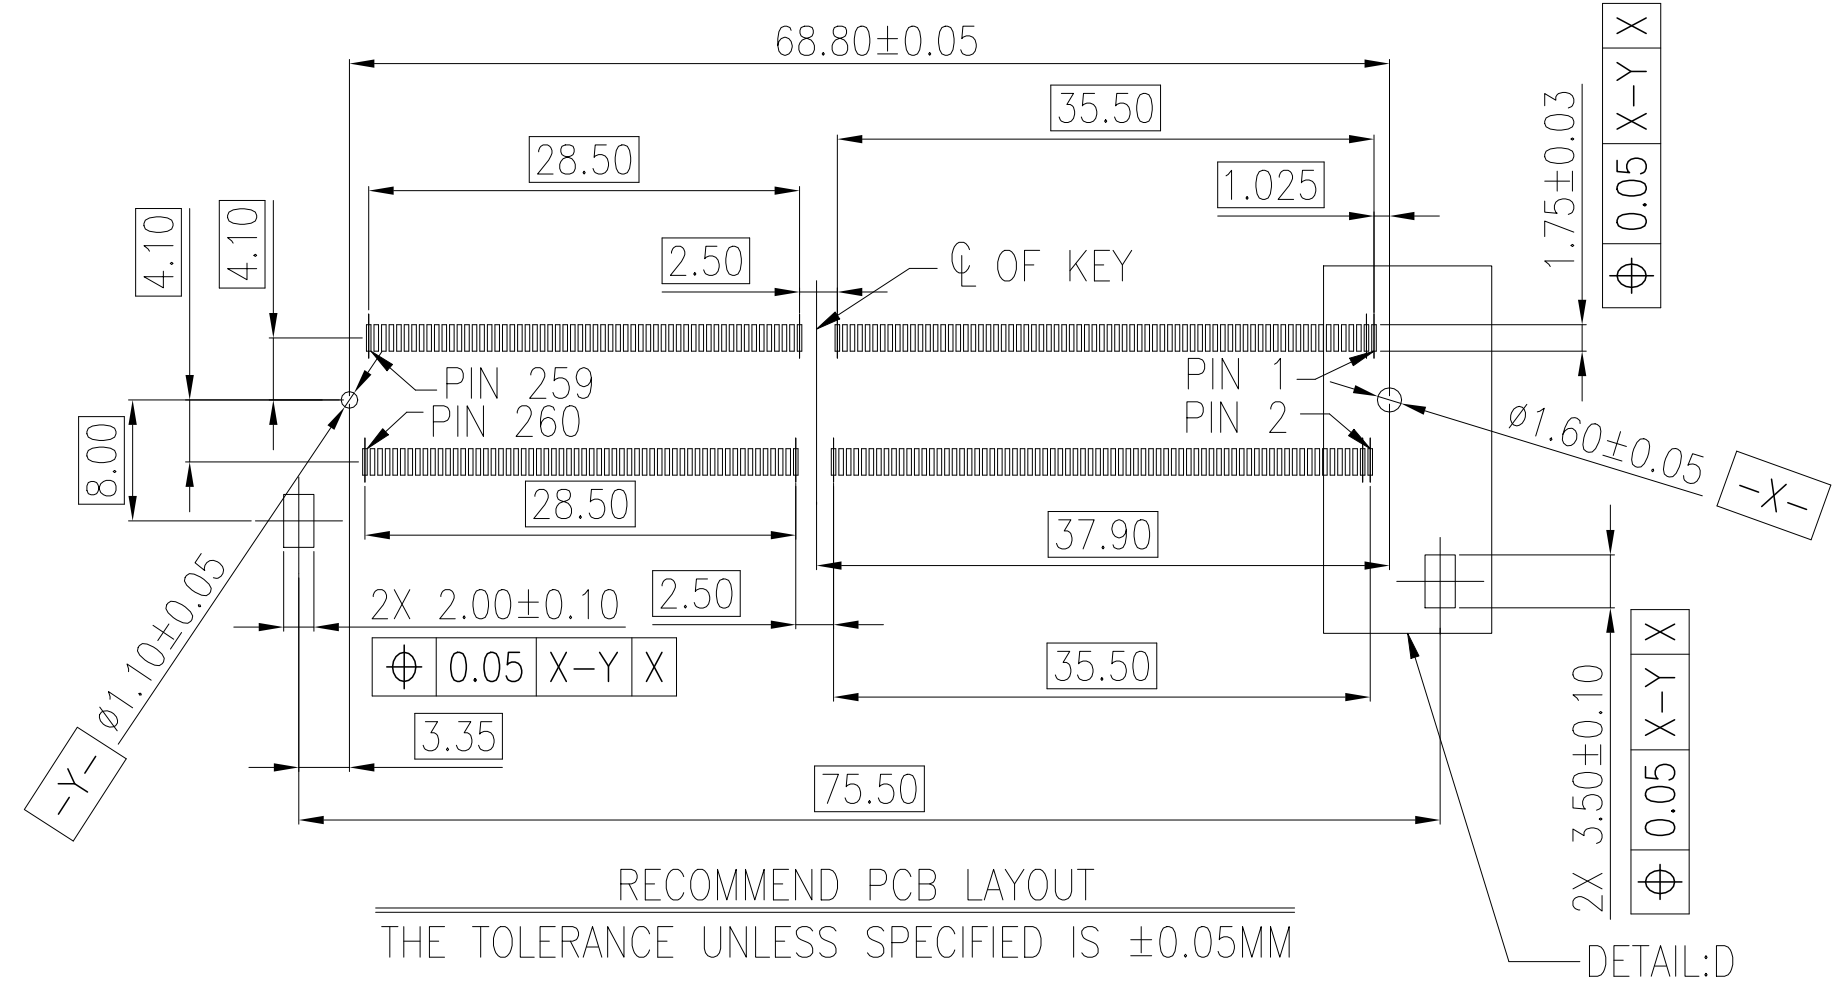 68.80±0.05
35.50
28.50
1.025
4.10
4.10
2.50
℄ OF KEY
1.75±0.03
⌖ 0.05 X-Y X
PIN 259
PIN 260
PIN 1
PIN 2
8.00
ø1.60±0.05
-X-
28.50
37.90
ø1.10±0.05
-Y-
2X 2.00±0.10
⌖ 0.05 X-Y X
2.50
35.50
2X 3.50±0.10
⌖ 0.05 X-Y X
3.35
75.50
RECOMMEND PCB LAYOUT
THE TOLERANCE UNLESS SPECIFIED IS ±0.05MM
DETAIL:D